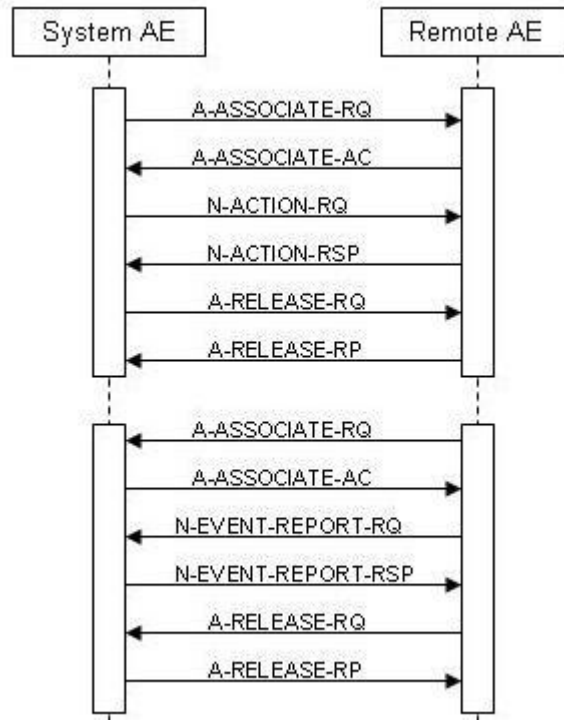 System AE Remote AE
A-ASSOCIATE-RQ
A-ASSOCIATE-AC
N-ACTION-RQ
N-ACTION-RSP
A-RELEASE-RQ
A-RELEASE-RP
A-ASSOCIATE-RQ
A-ASSOCIATE-AC
N-EVENT-REPORT-RQ
N-EVENT-REPORT-RSP
A-RELEASE-RQ
A-RELEASE-RP